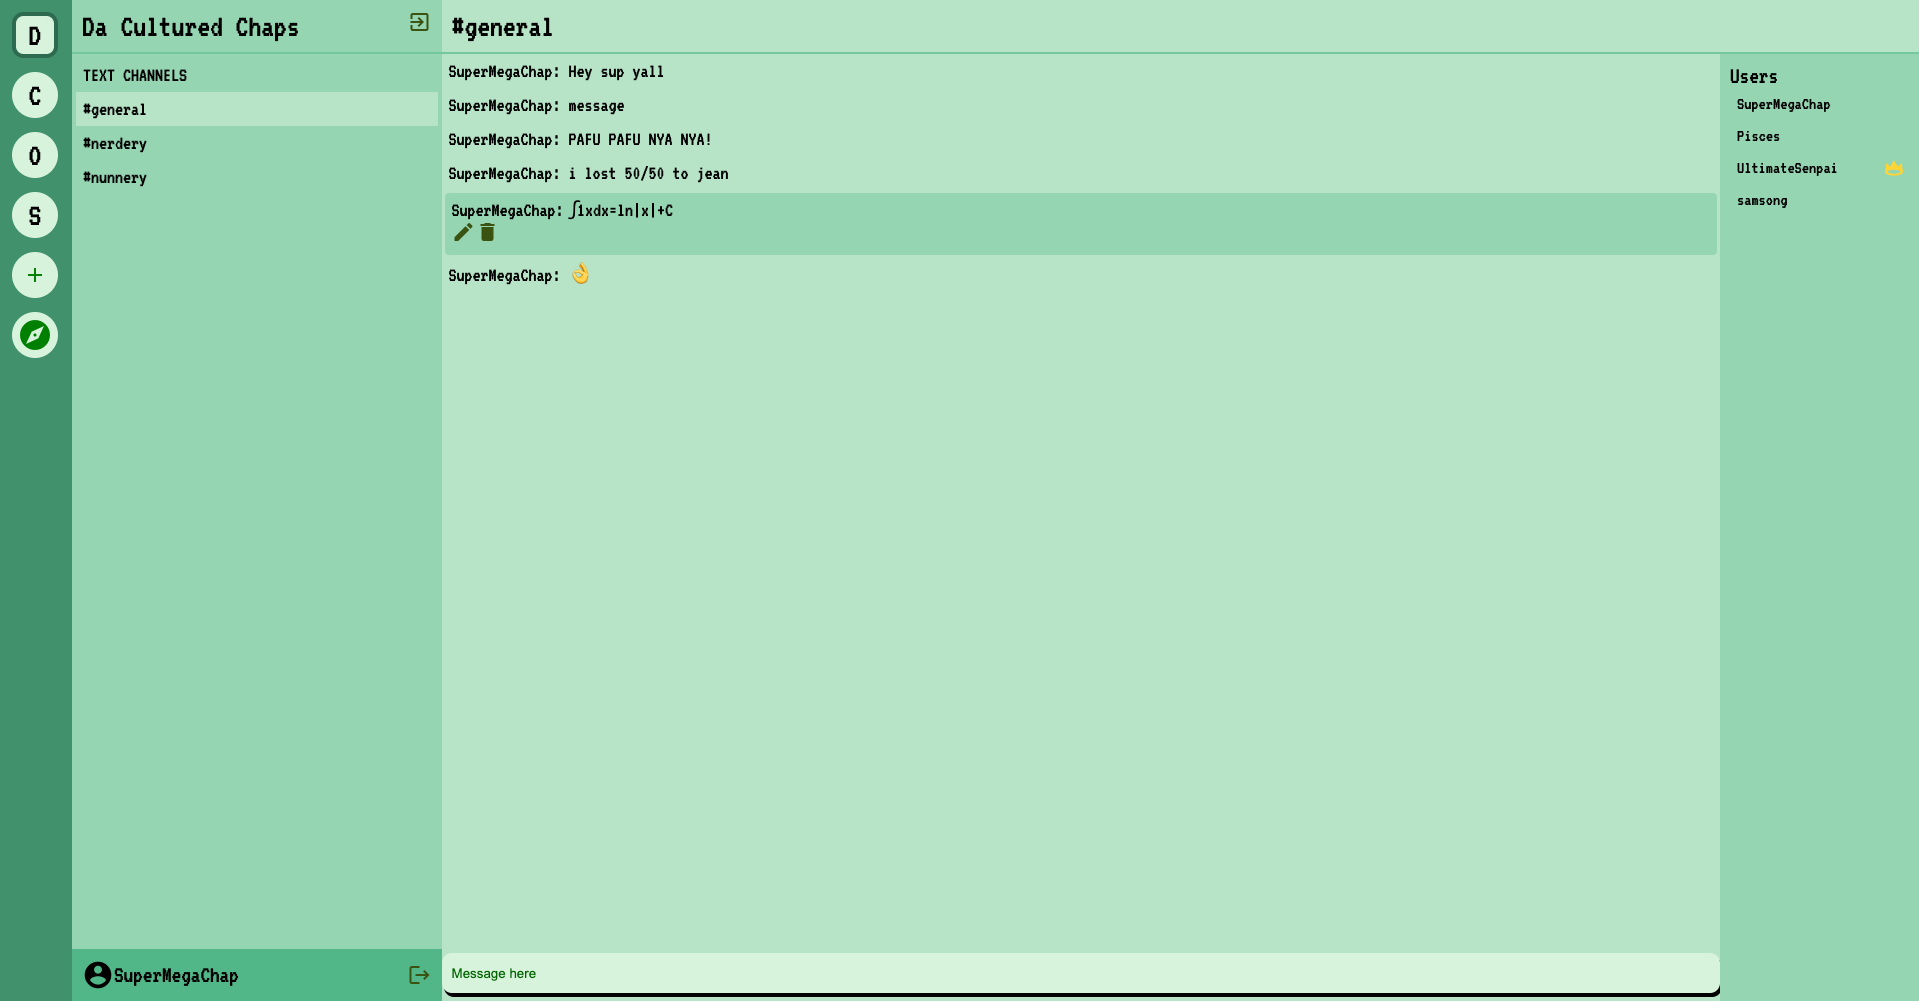 D
C
O
S
+
Da Cultured Chaps
TEXT CHANNELS
#general
#nerdery
#nunnery
SuperMegaChap
#general
SuperMegaChap: Hey sup yall
SuperMegaChap: message
SuperMegaChap: PAFU PAFU NYA NYA!
SuperMegaChap: i lost 50/50 to jean
SuperMegaChap: ∫1xdx=ln|x|+C
SuperMegaChap: 👌
Message here
Users
SuperMegaChap
Pisces
UltimateSenpai
samsong